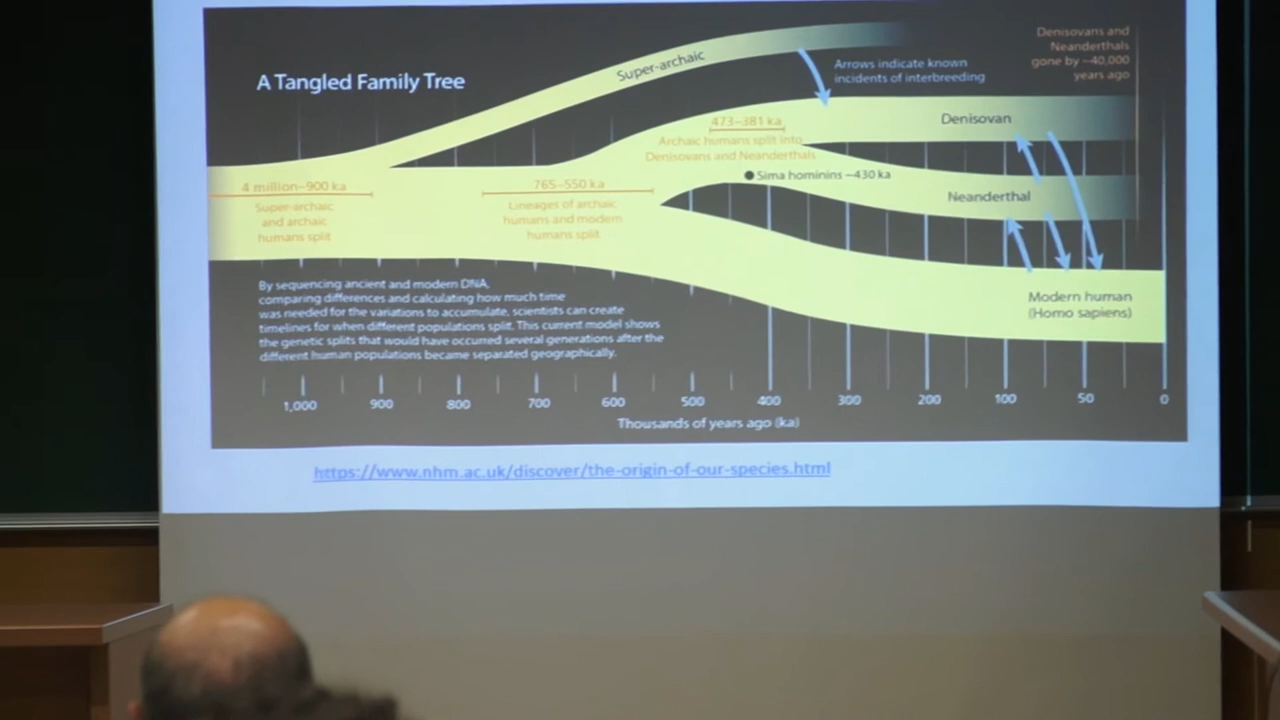 A Tangled Family Tree
Super-archaic
Arrows indicate known
incidents of interbreeding
Denisovans and
Neanderthals
gone by ~40,000
years ago
473–381 ka
Archaic humans split into
Denisovans and Neanderthals
Denisovan
Sima hominins ~430 ka
Neanderthal
4 million–900 ka
Super-archaic
and archaic
humans split
765–550 ka
Lineages of archaic
humans and modern
humans split
Modern human
(Homo sapiens)
By sequencing ancient and modern DNA,
comparing differences and calculating how much time
was needed for the variations to accumulate, scientists can create
timelines for when different populations split. This current model shows
the genetic splits that would have occurred several generations after the
different human populations became separated geographically.
1,000 900 800 700 600 500 400 300 200 100 50 0
Thousands of years ago (ka)
https://www.nhm.ac.uk/discover/the-origin-of-our-species.html